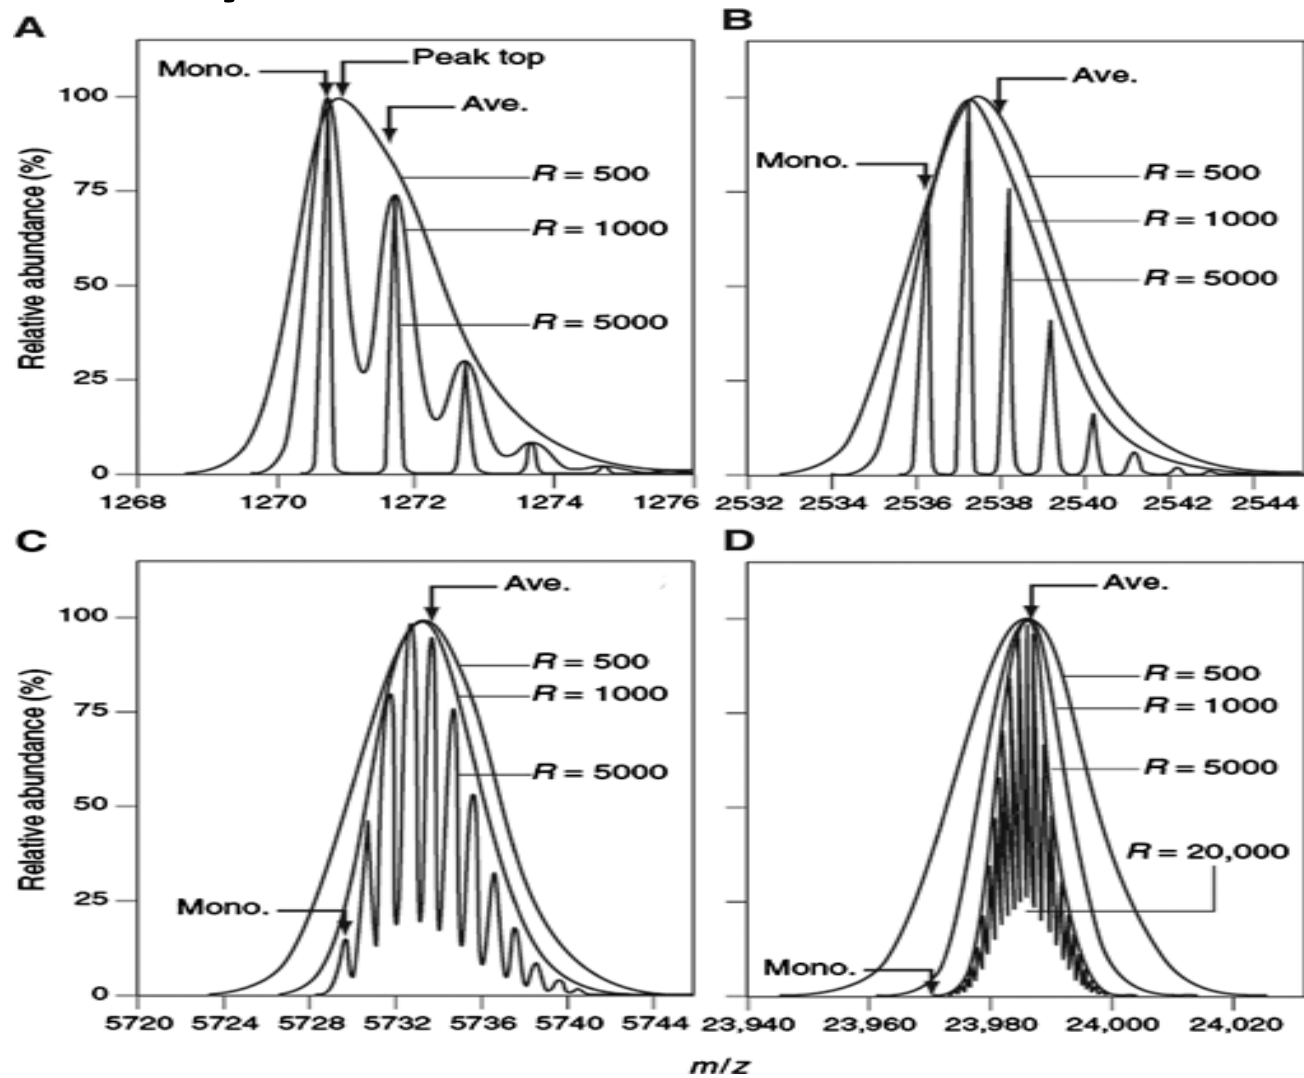 A
Mono.
Peak top
Ave.
R = 500
R = 1000
R = 5000
Relative abundance (%)
100
75
50
25
0
1268 1270 1272 1274 1276
B
Ave.
Mono.
R = 500
R = 1000
R = 5000
2532 2534 2536 2538 2540 2542 2544
C
Ave.
R = 500
R = 1000
R = 5000
Mono.
Relative abundance (%)
100
75
50
25
0
5720 5724 5728 5732 5736 5740 5744
D
Ave.
R = 500
R = 1000
R = 5000
R = 20,000
Mono.
23,940 23,960 23,980 24,000 24,020
m/z